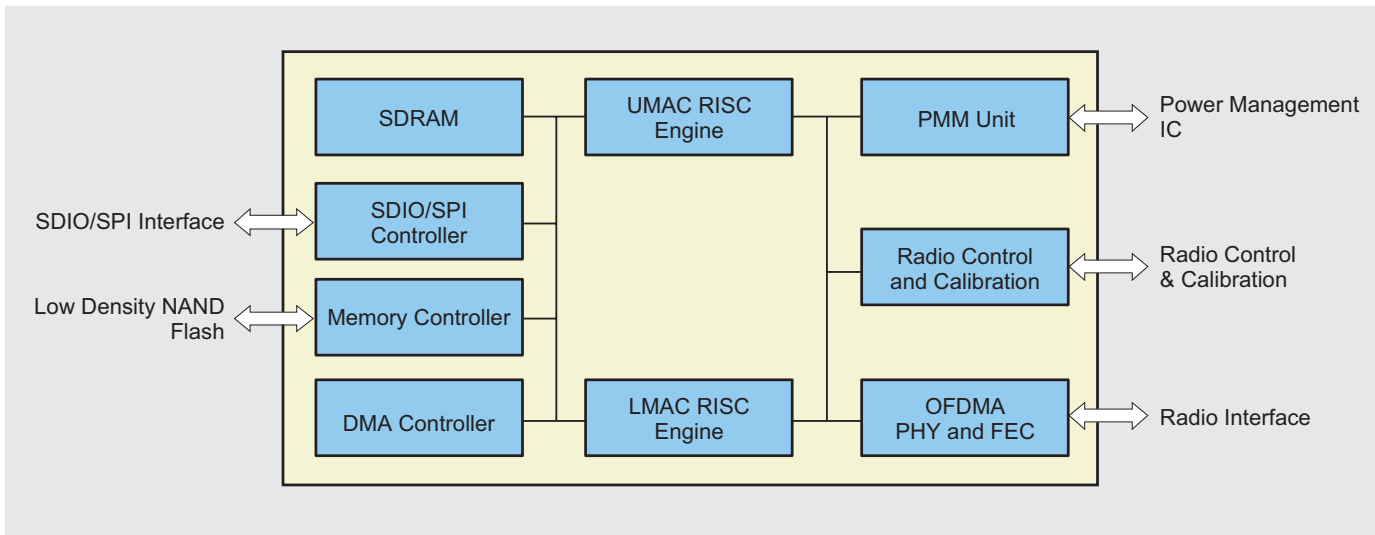 SDRAM
UMAC RISC
Engine
PMM Unit
Power Management
IC
SDIO/SPI Interface
SDIO/SPI
Controller
Radio Control
and Calibration
Radio Control
& Calibration
Low Density NAND
Flash
Memory Controller
DMA Controller
LMAC RISC
Engine
OFDMA
PHY and FEC
Radio Interface